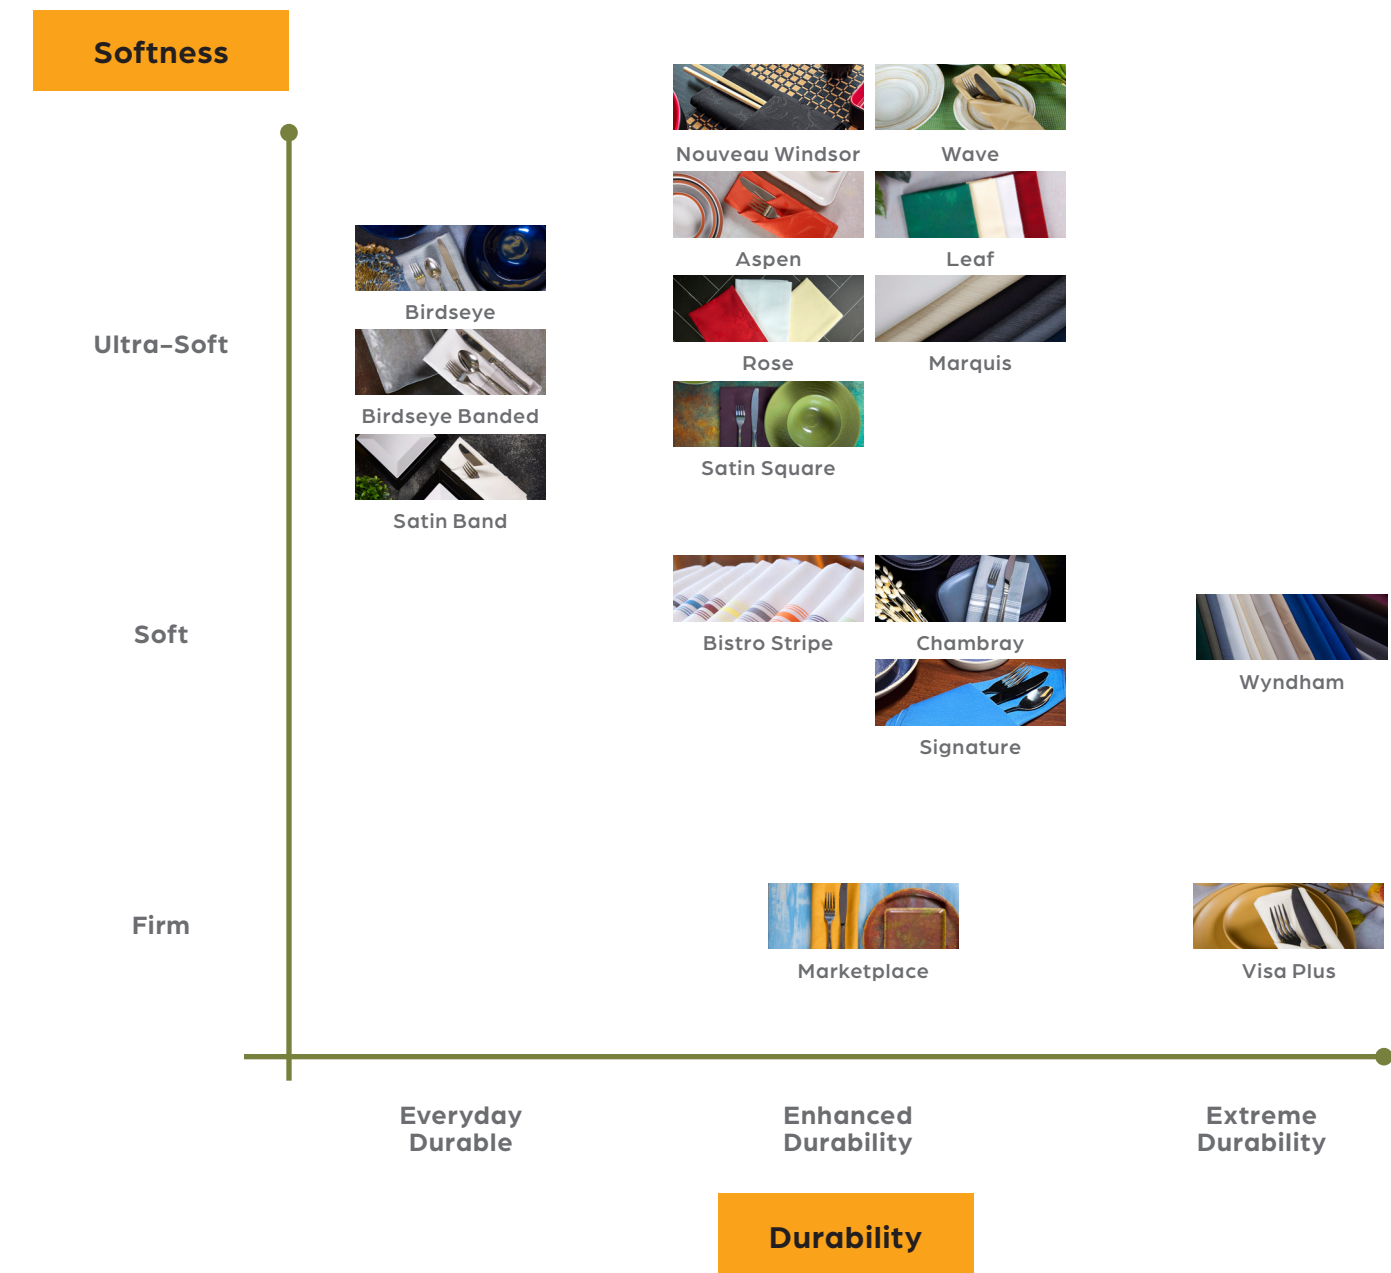 Softness
Nouveau Windsor
Wave
Aspen
Leaf
Birdseye
Ultra-Soft
Rose
Marquis
Birdseye Banded
Satin Square
Satin Band
Soft
Bistro Stripe
Chambray
Wyndham
Signature
Firm
Marketplace
Visa Plus
Everyday
Durable
Enhanced
Durability
Extreme
Durability
Durability